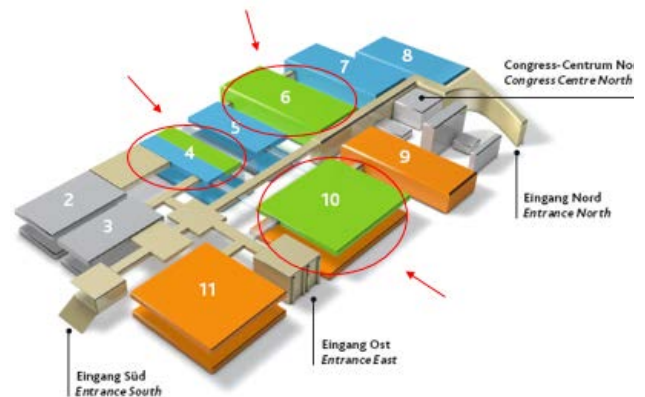 8
7
Congress-Centrum No
Congress Centre North
6
5
9
4
Eingang Nord
Entrance North
10
2
3
11
Eingang Ost
Entrance East
Eingang Süd
Entrance South